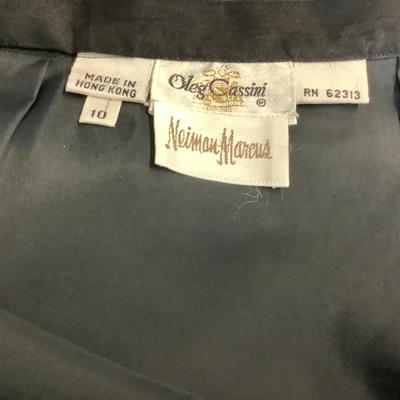 MADE IN
HONG KONG
10
Oleg Cassini ®
RN 62313
Neiman-Marcus